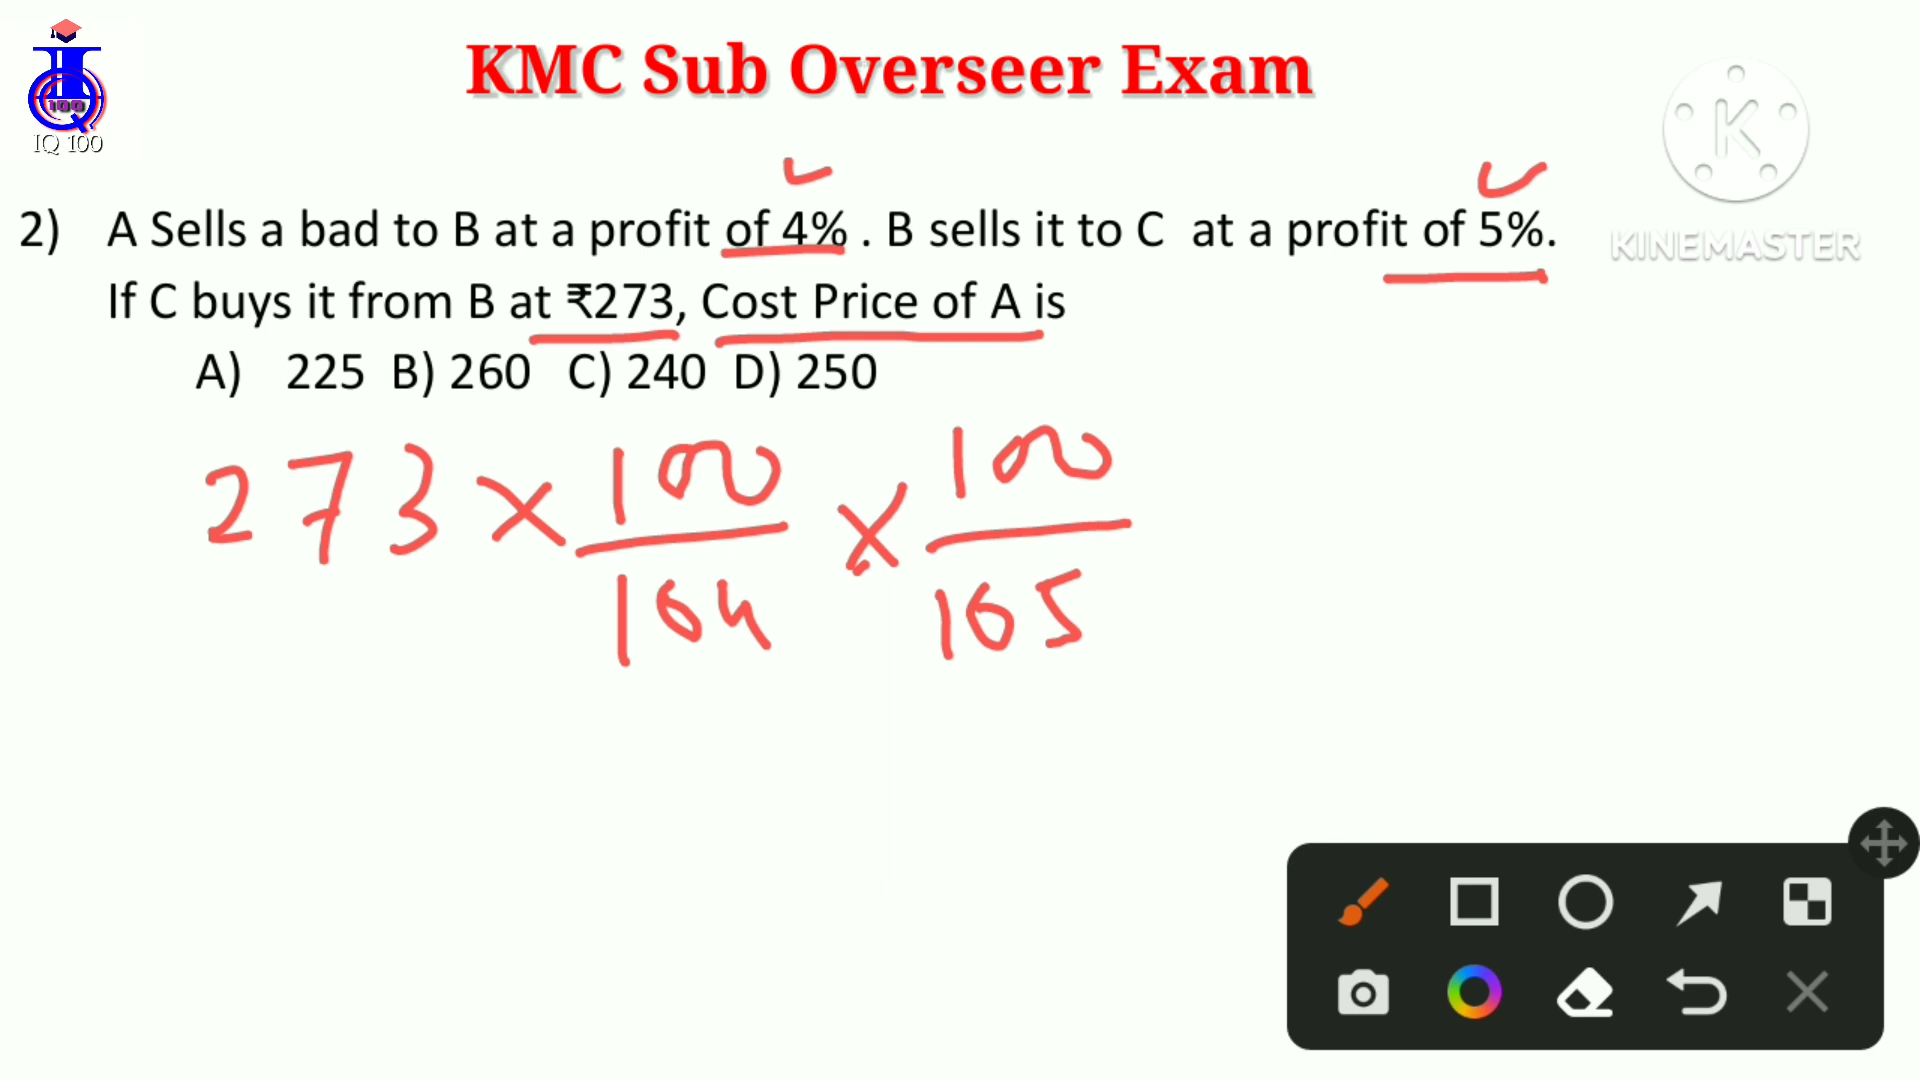 KMC Sub Overseer Exam
100
IQ 100
K
KINEMASTER
2) A Sells a bad to B at a profit of 4% . B sells it to C at a profit of 5%.
If C buys it from B at ₹273, Cost Price of A is
A) 225 B) 260 C) 240 D) 250
273 × 100/104 × 100/105